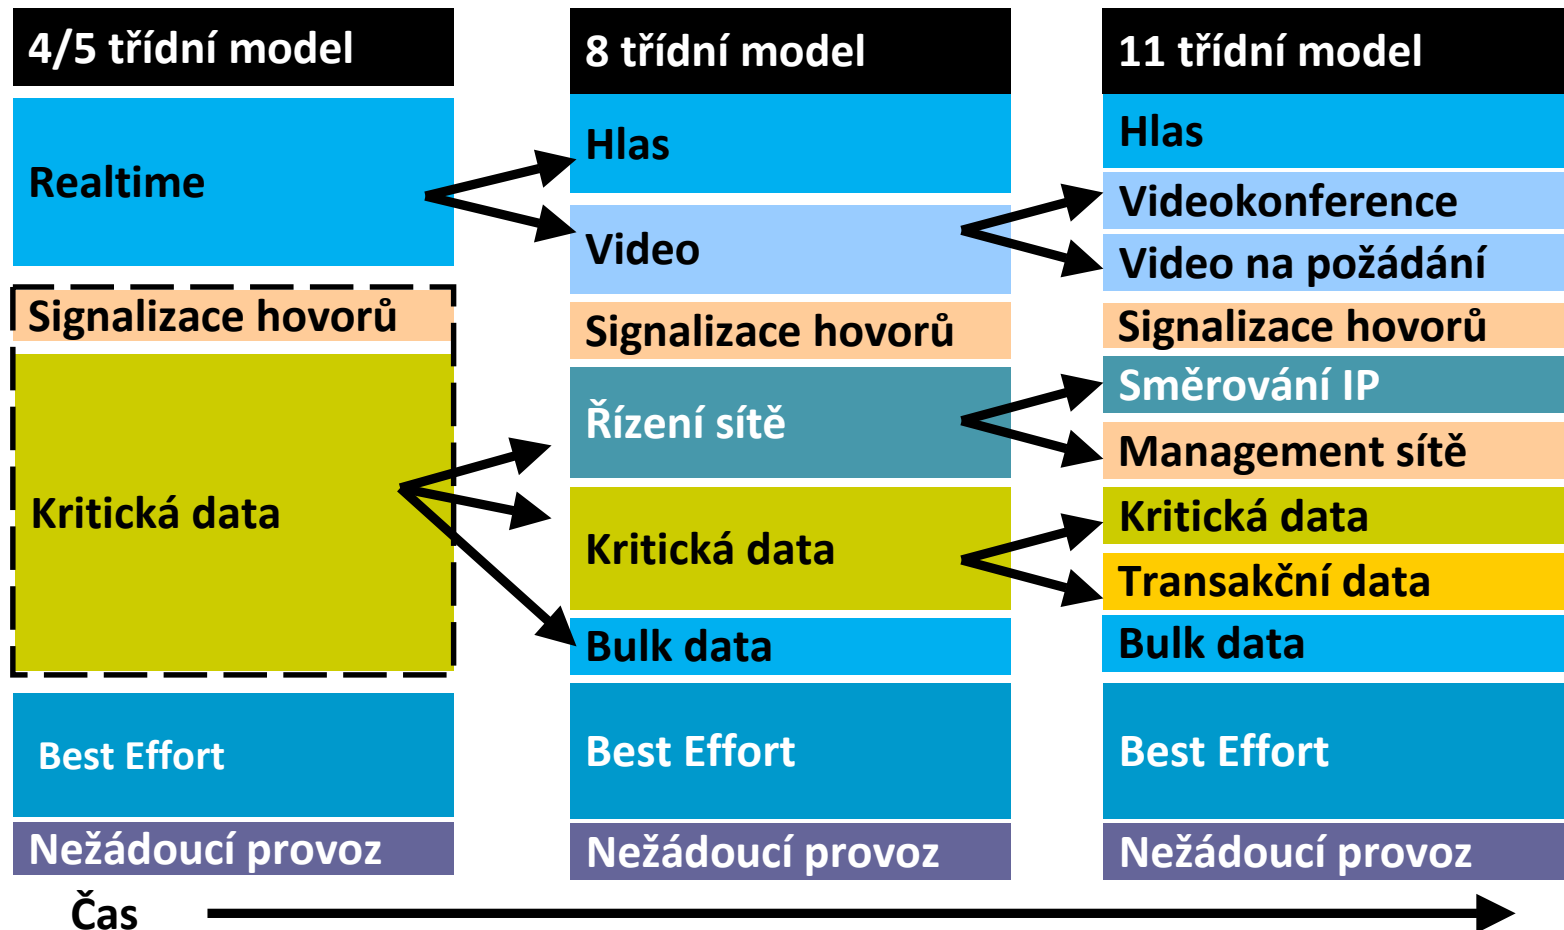 4/5 třídní model
Realtime
Signalizace hovorů
Kritická data
Best Effort
Nežádoucí provoz
8 třídní model
Hlas
Video
Signalizace hovorů
Řízení sítě
Kritická data
Bulk data
Best Effort
Nežádoucí provoz
11 třídní model
Hlas
Videokonference
Video na požádání
Signalizace hovorů
Směrování IP
Management sítě
Kritická data
Transakční data
Bulk data
Best Effort
Nežádoucí provoz
Čas